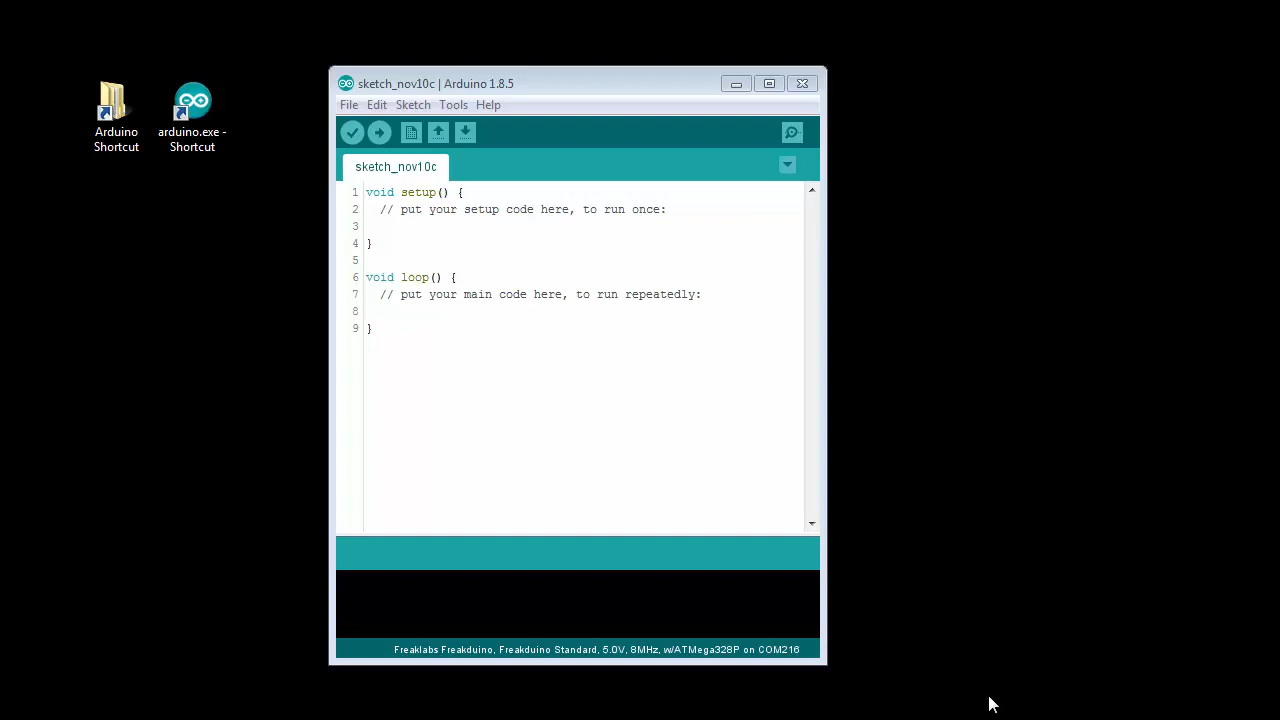 Arduino
Shortcut
arduino.exe -
Shortcut
sketch_nov10c | Arduino 1.8.5
File Edit Sketch Tools Help
sketch_nov10c
1 void setup() {
2 // put your setup code here, to run once:
3
4 }
5
6 void loop() {
7 // put your main code here, to run repeatedly:
8
9 }
Freaklabs Freakduino, Freakduino Standard, 5.0V, 8MHz, w/ATMega328P on COM216